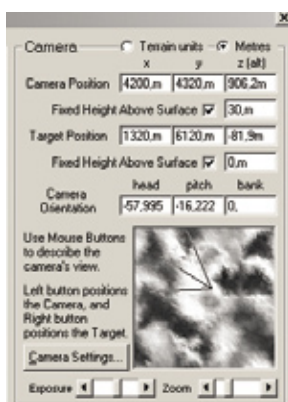 x
Camera Terrain units Metres
x y z (alt)
Camera Position 4200,m 4320,m 906,2m
Fixed Height Above Surface 30,m
Target Position 1320,m 6120,m -81,9m
Fixed Height Above Surface 0,m
head pitch bank
Camera
Orientation -57,995 -16,222 0,
Use Mouse Buttons
to describe the
camera's view.
Left button positions
the Camera, and
Right button
positions the Target.
Camera Settings...
Exposure Zoom